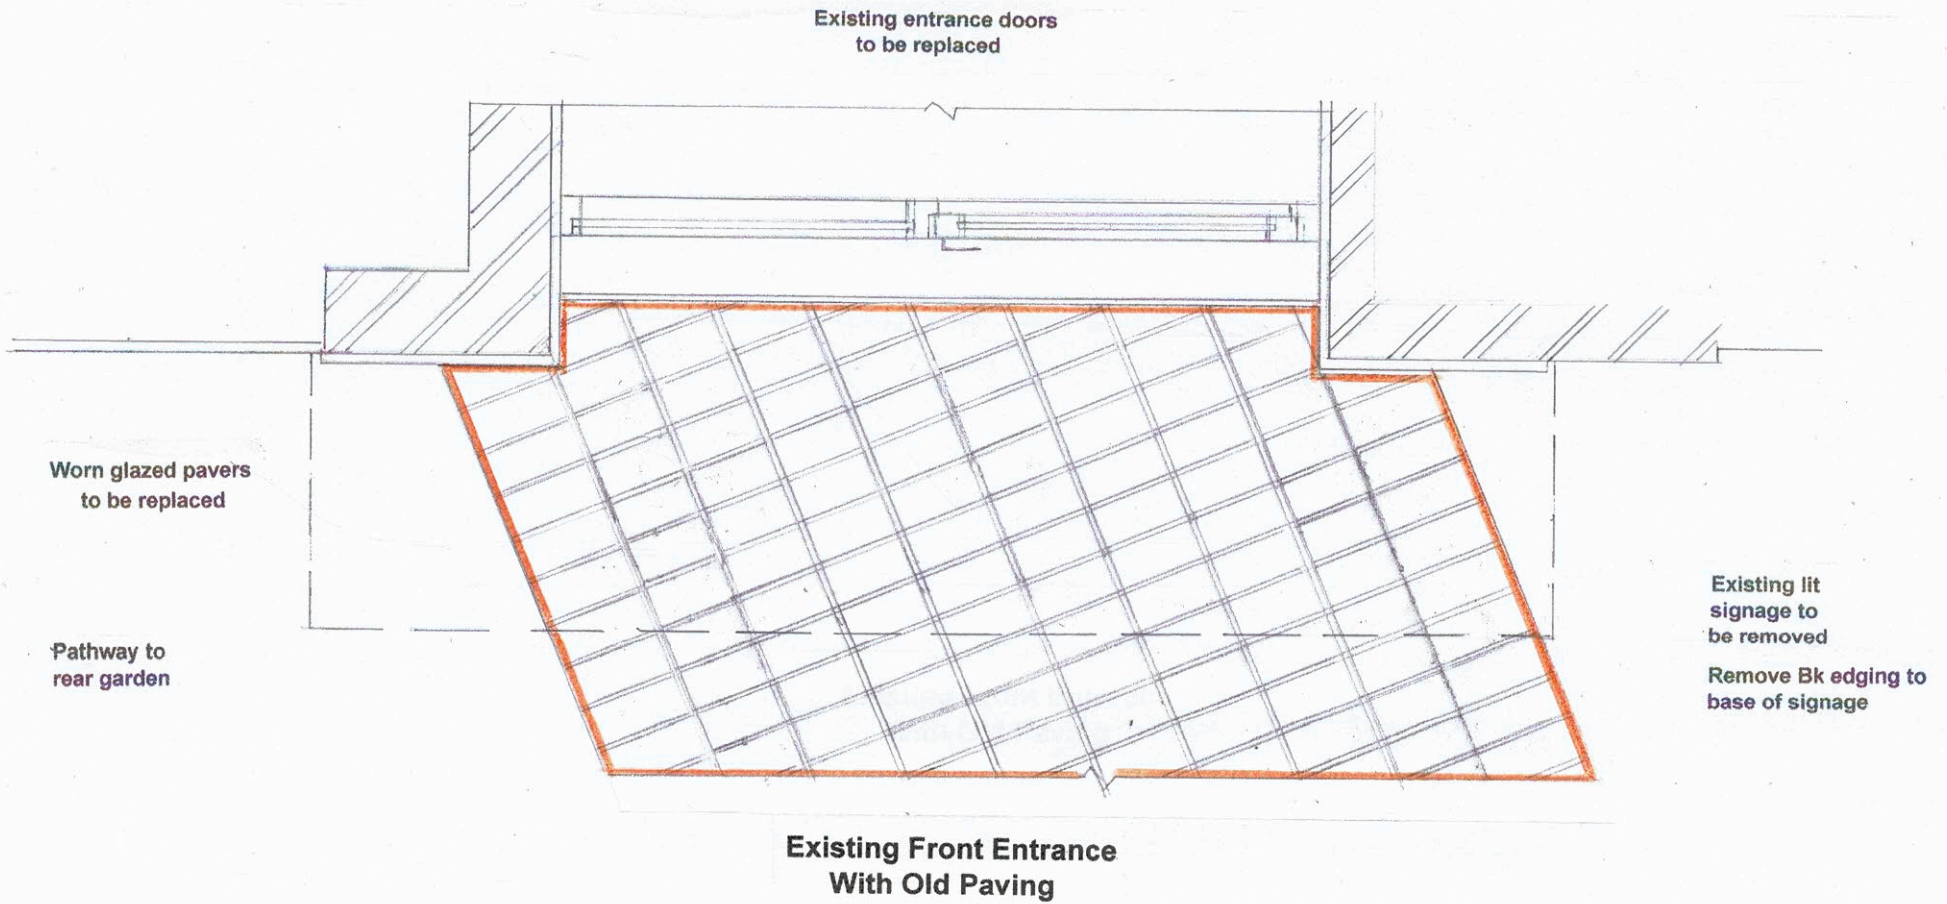 Existing entrance doors
to be replaced
Worn glazed pavers
to be replaced
Pathway to
rear garden
Existing lit
signage to
be removed
Remove Bk edging to
base of signage
Existing Front Entrance
With Old Paving